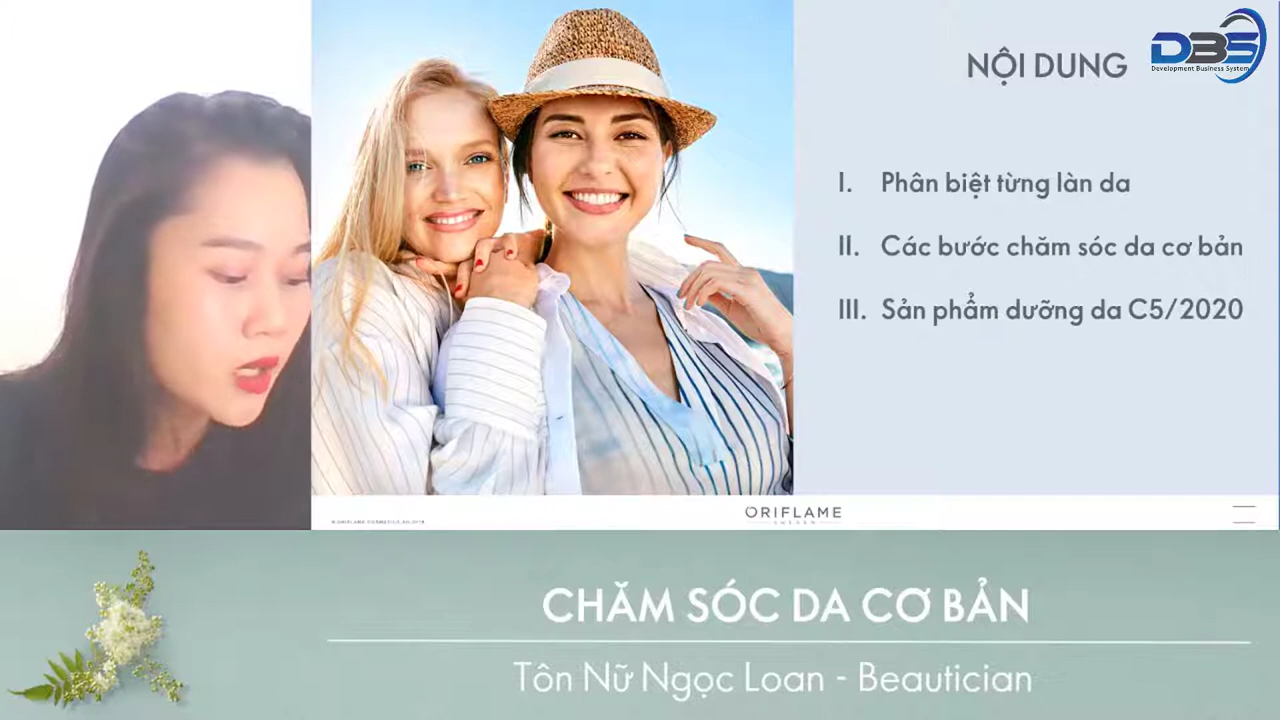 NỘI DUNG
DBS
Development Business System
I. Phân biệt từng làn da
II. Các bước chăm sóc da cơ bản
III. Sản phẩm dưỡng da C5/2020
ORIFLAME
SWEDEN
CHĂM SÓC DA CƠ BẢN
Tôn Nữ Ngọc Loan - Beautician